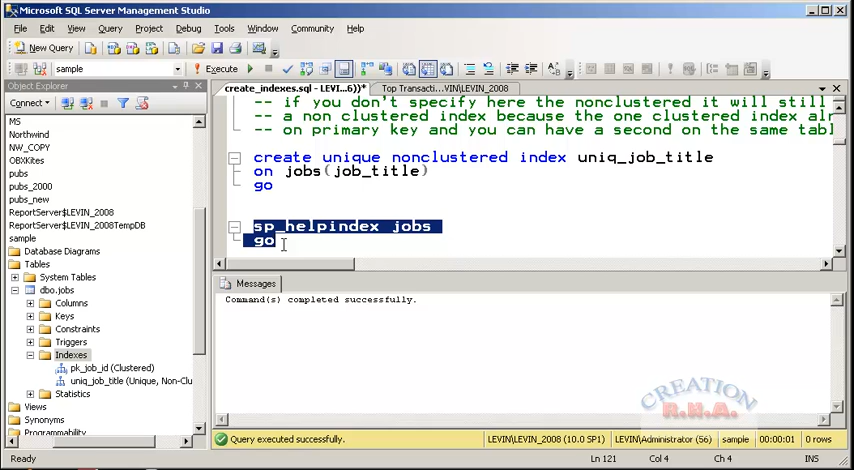 Microsoft SQL Server Management Studio
File Edit View Query Project Debug Tools Window Community Help
New Query
sample Execute
Object Explorer
Connect
MS
Northwind
NW_COPY
OBXKites
pubs
pubs_2000
pres
ReportServer$LEVIN_2008
ReportServer$LEVIN_2008TempDB
sample
Database Diagrams
Tables
System Tables
dbo.jobs
Columns
Keys
Constraints
Triggers
Indexes
pk_job_id (Clustered)
uniq_job_title (Unique, Non-Clu
Statistics
Views
Synonyms
Programmability
create_indexes.sql - LEVI...6))* Top Transacti...VIN\LEVIN_2008
-- if you don't specify here the nonclustered it will still
-- a non clustered index because the one clustered index alr
-- on primary key and you can have a second on the same tabl
create unique nonclustered index uniq_job_title
on jobs(job_title)
go
sp_helpindex jobs
go
Messages
Command(s) completed successfully.
CREATION
R.H.A.
Query executed successfully. LEVIN\LEVIN_2008 (10.0 SP1) LEVIN\Administrator (56) sample 00:00:01 0 rows
Ready Ln 121 Col 4 Ch 4 INS